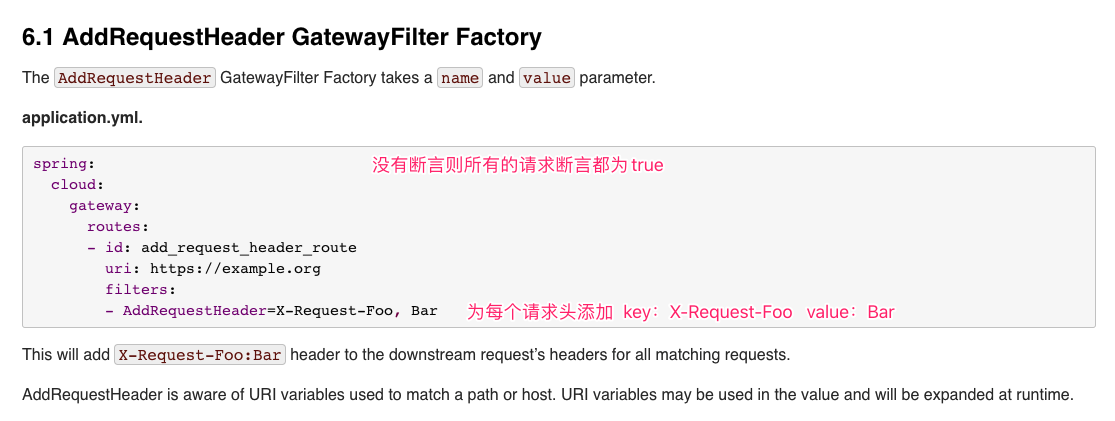 6.1 AddRequestHeader GatewayFilter Factory
The AddRequestHeader GatewayFilter Factory takes a name and value parameter.
application.yml.
spring: 没有断言则所有的请求断言都为true
  cloud:
    gateway:
      routes:
      - id: add_request_header_route
        uri: https://example.org
        filters:
        - AddRequestHeader=X-Request-Foo, Bar 为每个请求头添加 key：X-Request-Foo value：Bar
This will add X-Request-Foo:Bar header to the downstream request’s headers for all matching requests.
AddRequestHeader is aware of URI variables used to match a path or host. URI variables may be used in the value and will be expanded at runtime.